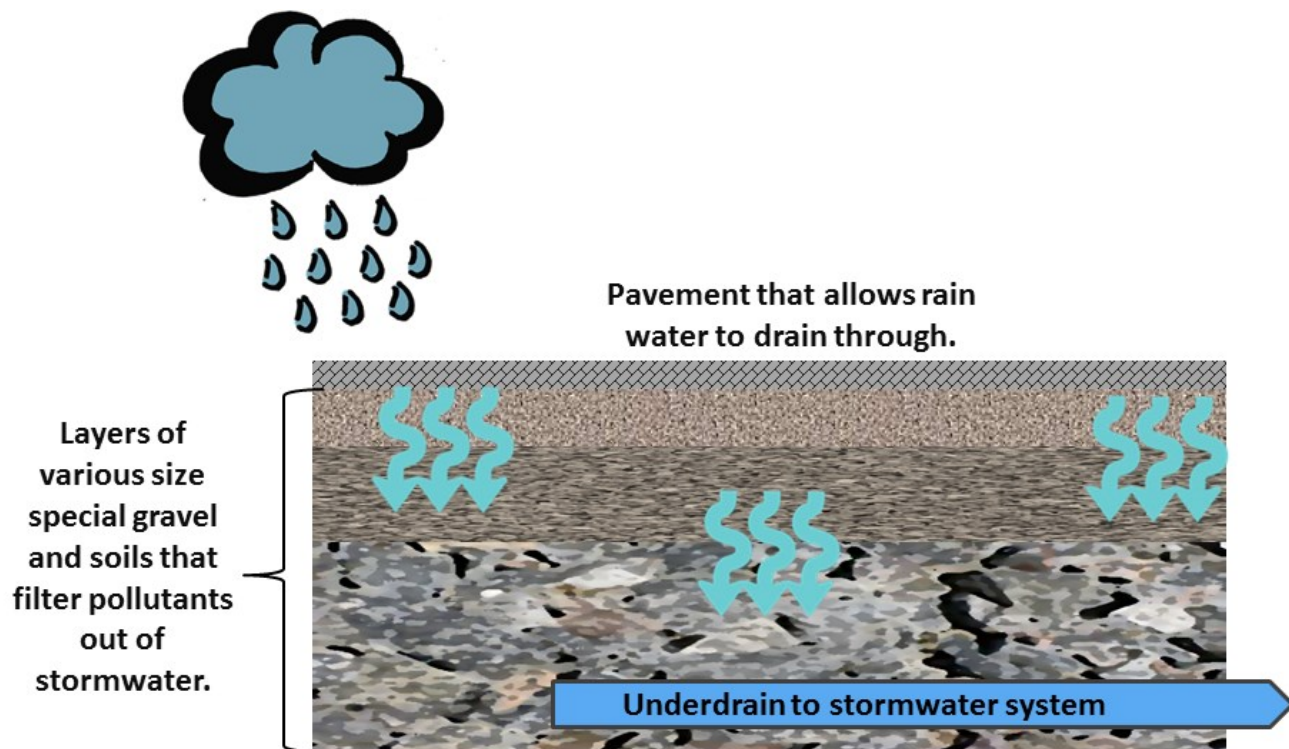 Pavement that allows rain
water to drain through.
Layers of
various size
special gravel
and soils that
filter pollutants
out of
stormwater.
Underdrain to stormwater system